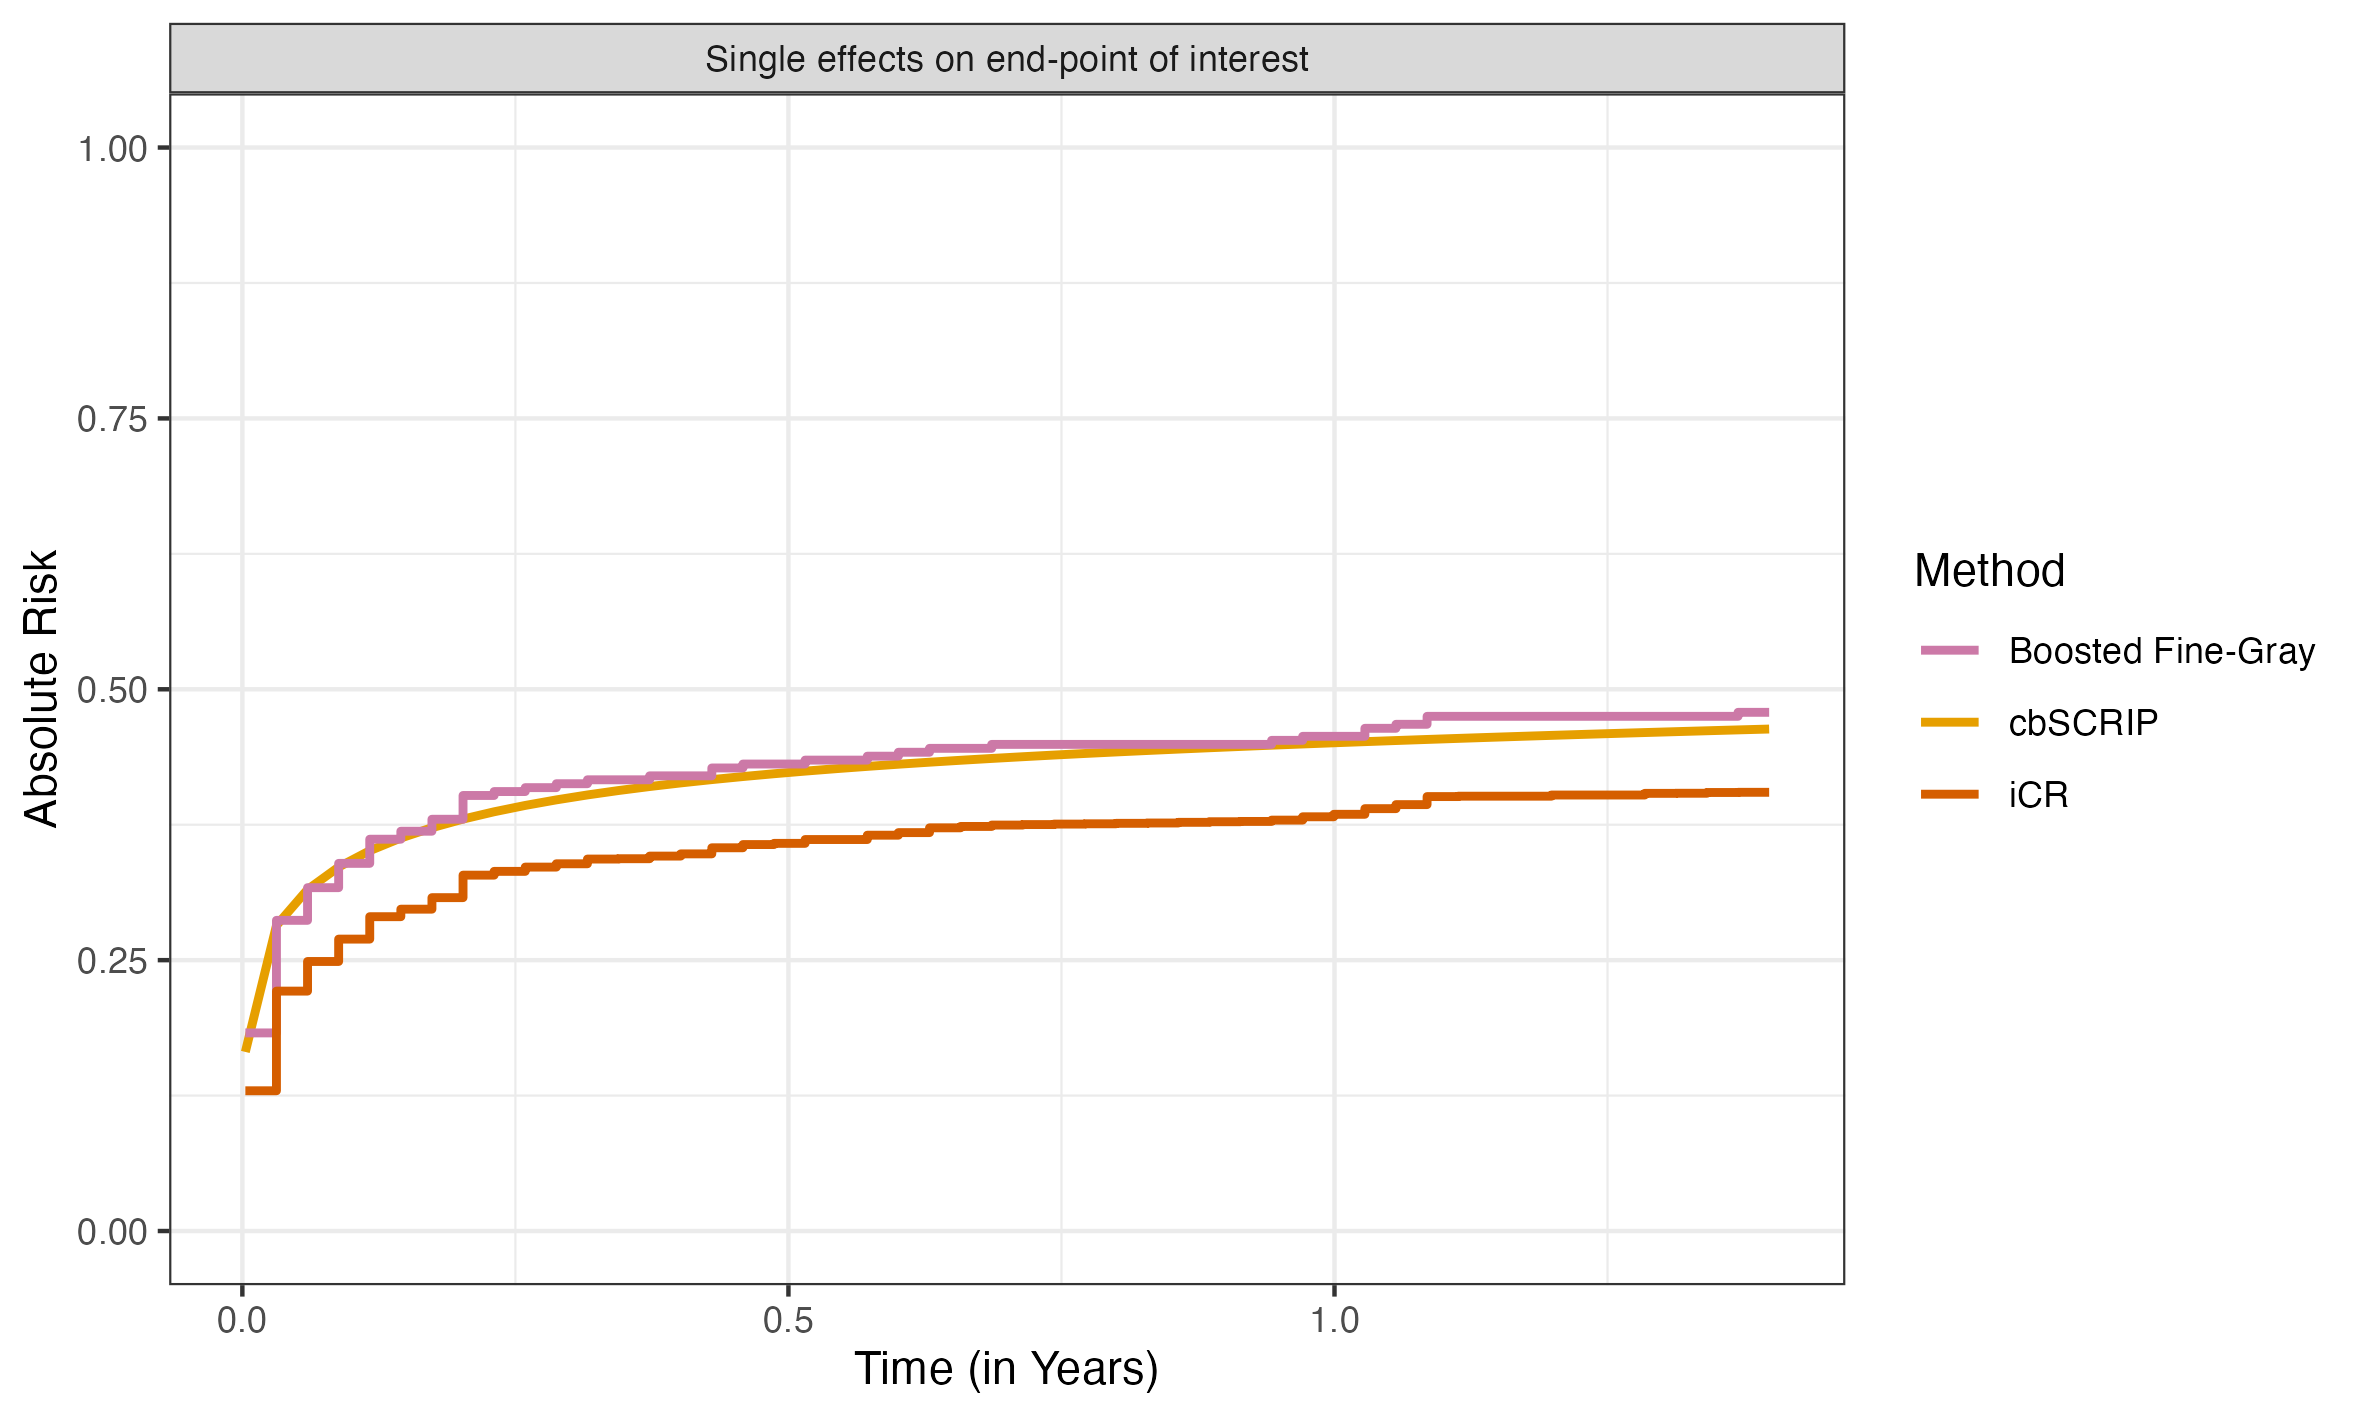 Single effects on end-point of interest
1.00
0.75
0.50
0.25
0.00
Absolute Risk
0.0
0.5
1.0
Time (in Years)
Method
Boosted Fine-Gray
cbSCRIP
iCR